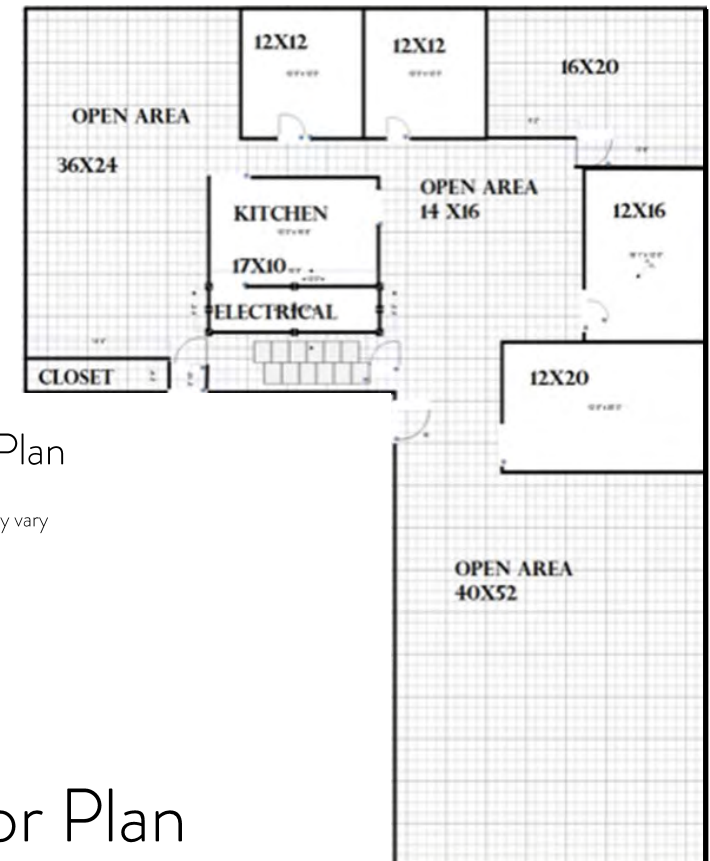 12X12
12X12
16X20
OPEN AREA
36X24
OPEN AREA
14 X16
KITCHEN
12X16
17X10
ELECTRICAL
CLOSET
12X20
Plan
y vary
OPEN AREA
40X52
or Plan